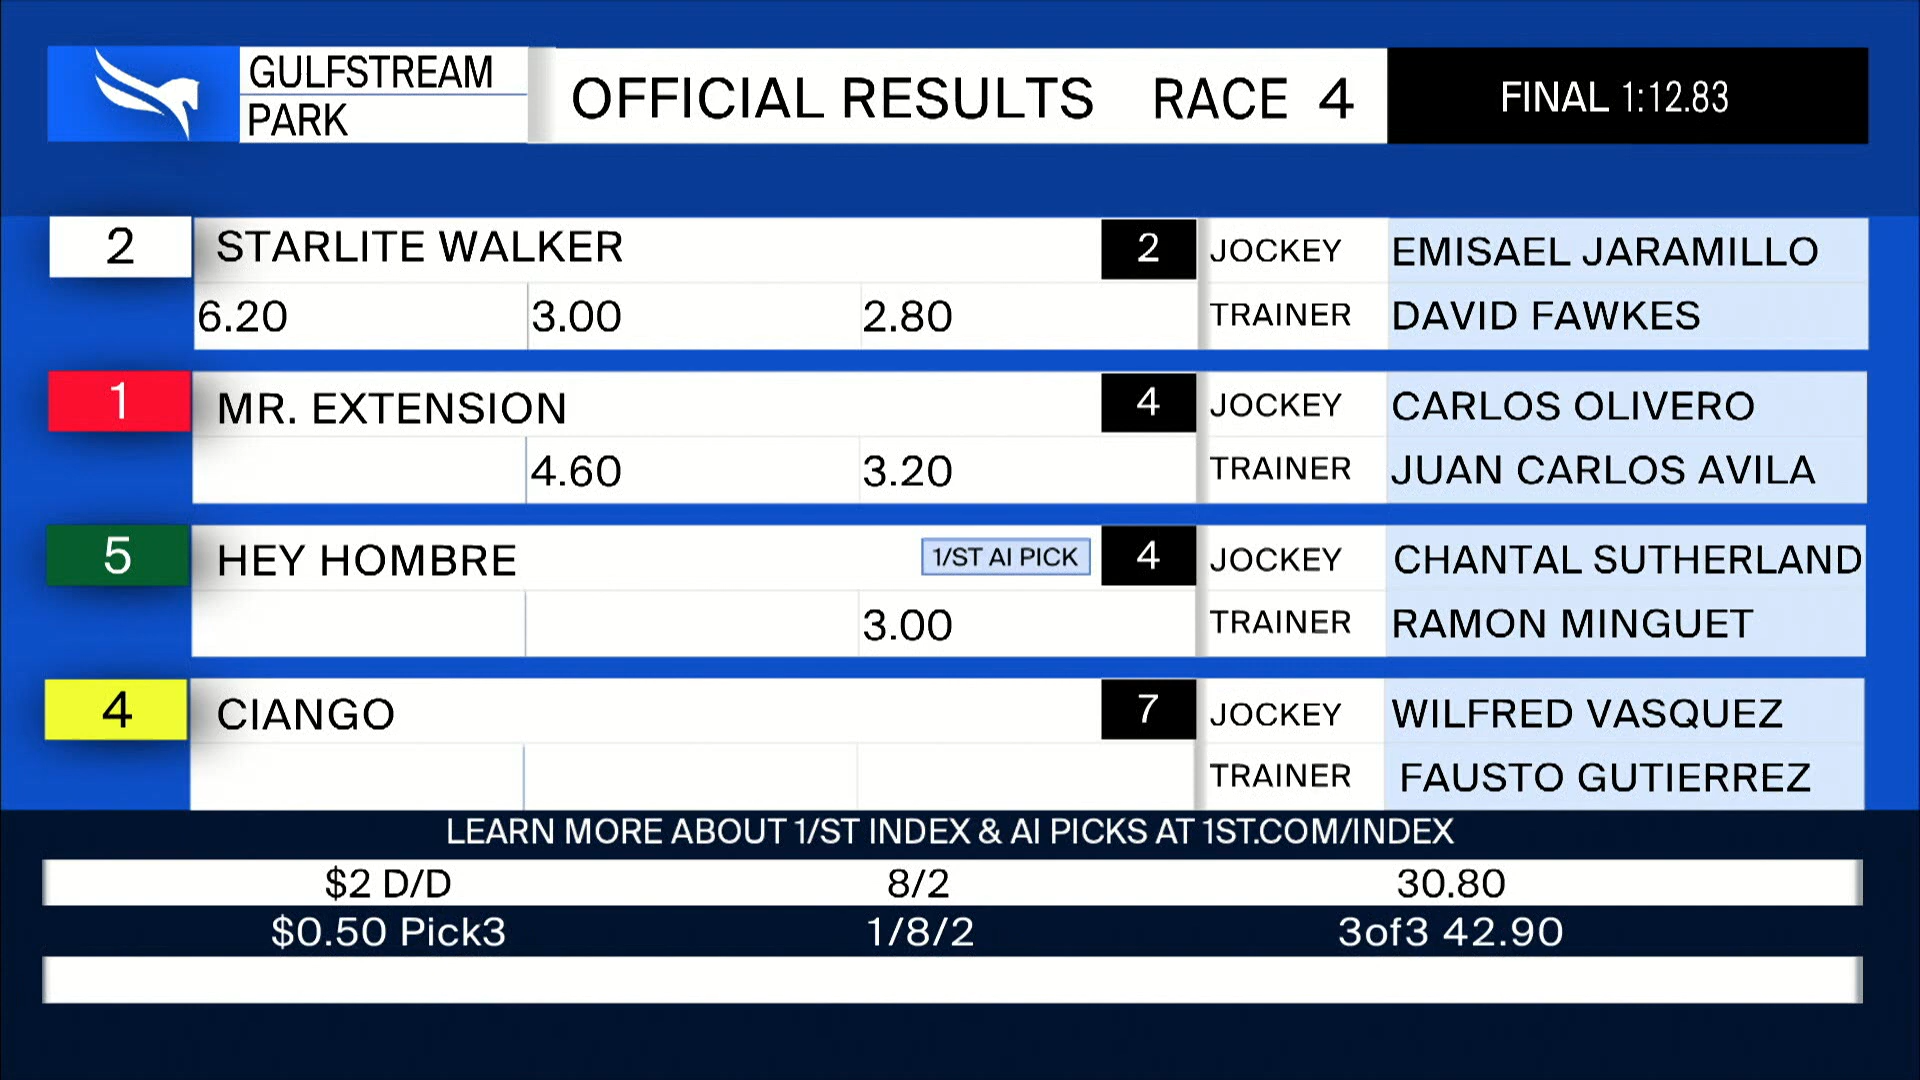 GULFSTREAM
PARK
OFFICIAL RESULTS RACE 4
FINAL 1:12.83
2 STARLITE WALKER 2 JOCKEY EMISAEL JARAMILLO
6.20 3.00 2.80 TRAINER DAVID FAWKES
1 MR. EXTENSION 4 JOCKEY CARLOS OLIVERO
4.60 3.20 TRAINER JUAN CARLOS AVILA
5 HEY HOMBRE 1/ST AI PICK 4 JOCKEY CHANTAL SUTHERLAND
3.00 TRAINER RAMON MINGUET
4 CIANGO 7 JOCKEY WILFRED VASQUEZ
TRAINER FAUSTO GUTIERREZ
LEARN MORE ABOUT 1/ST INDEX & AI PICKS AT 1ST.COM/INDEX
$2 D/D 8/2 30.80
$0.50 Pick3 1/8/2 3of3 42.90